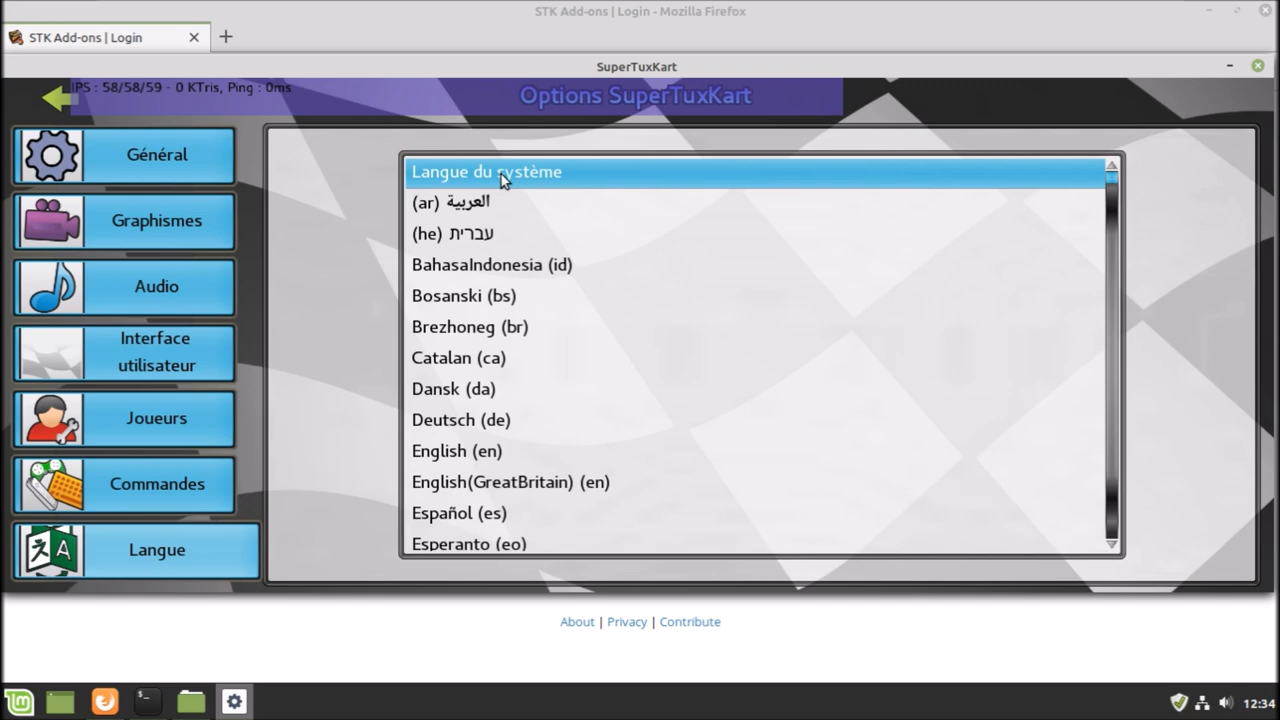 STK Add-ons | Login - Mozilla Firefox
STK Add-ons | Login
SuperTuxKart
IPS : 58/58/59 - 0 KTris, Ping : 0ms
Options SuperTuxKart
Général
Graphismes
Audio
Interface
utilisateur
Joueurs
Commandes
Langue
Langue du système
(ar) العربية
(he) עברית
BahasaIndonesia (id)
Bosanski (bs)
Brezhoneg (br)
Catalan (ca)
Dansk (da)
Deutsch (de)
English (en)
English(GreatBritain) (en)
Español (es)
Esperanto (eo)
About | Privacy | Contribute
12:34